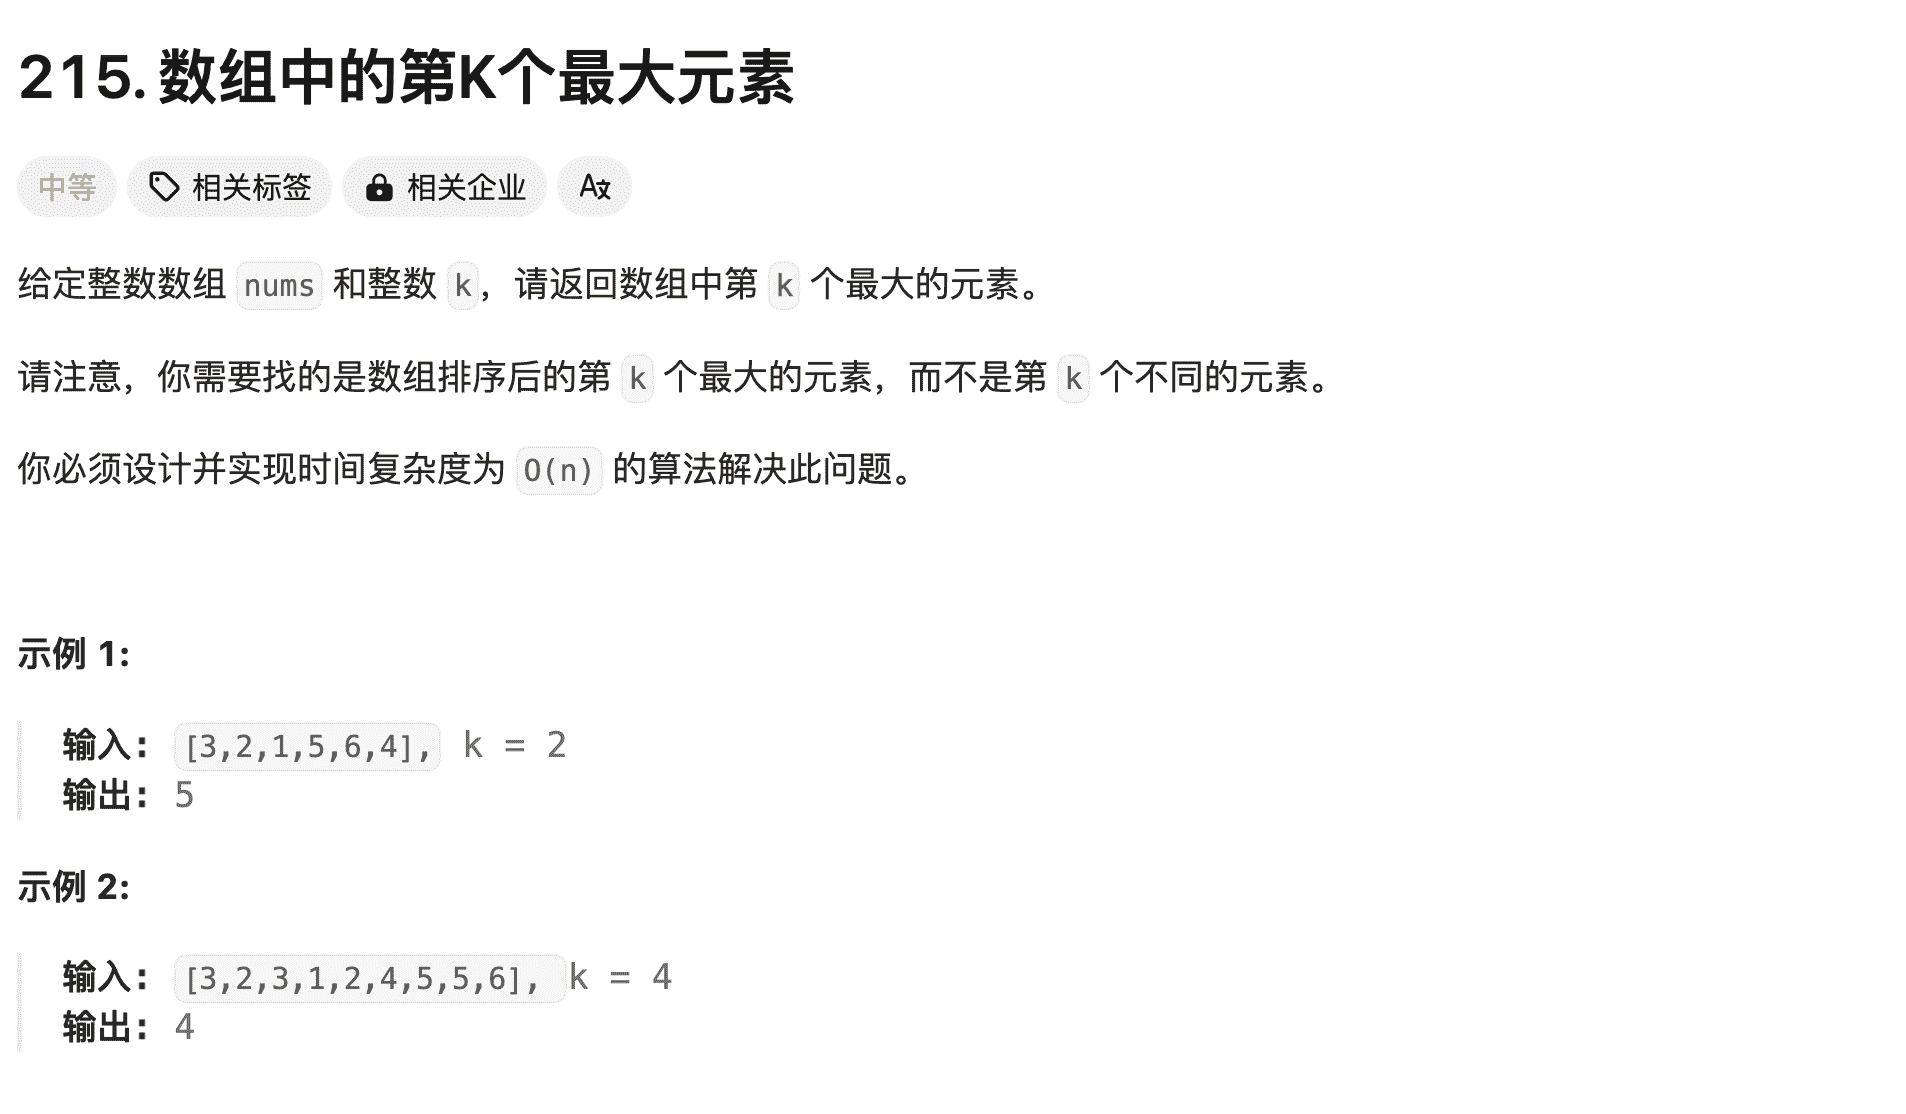 215. 数组中的第K个最大元素
中等 相关标签 相关企业 A文
给定整数数组 nums 和整数 k，请返回数组中第 k 个最大的元素。
请注意，你需要找的是数组排序后的第 k 个最大的元素，而不是第 k 个不同的元素。
你必须设计并实现时间复杂度为 O(n) 的算法解决此问题。
示例 1:
输入: [3,2,1,5,6,4], k = 2
输出: 5
示例 2:
输入: [3,2,3,1,2,4,5,5,6], k = 4
输出: 4